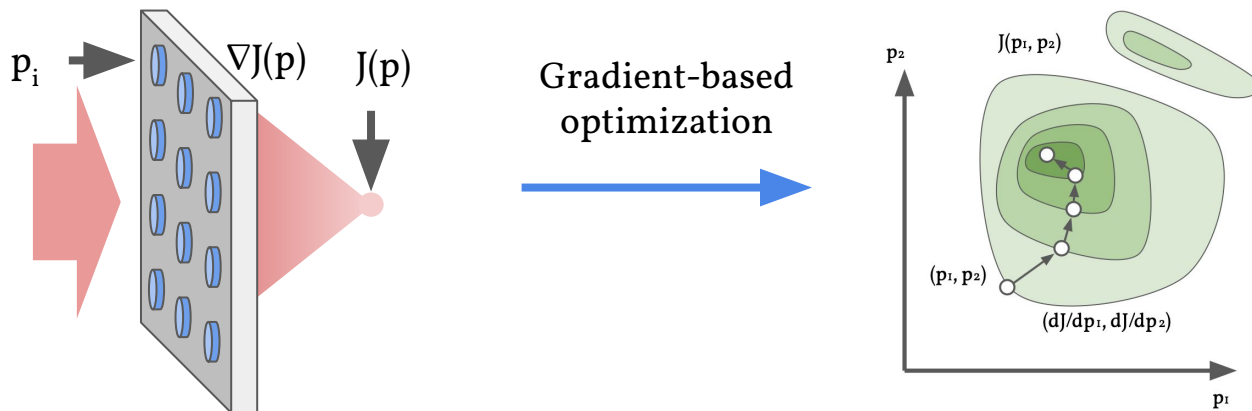 pᵢ
∇J(p)
J(p)
Gradient-based
optimization
p₂
J(p₁, p₂)
(p₁, p₂)
(dJ/dp₁, dJ/dp₂)
p₁